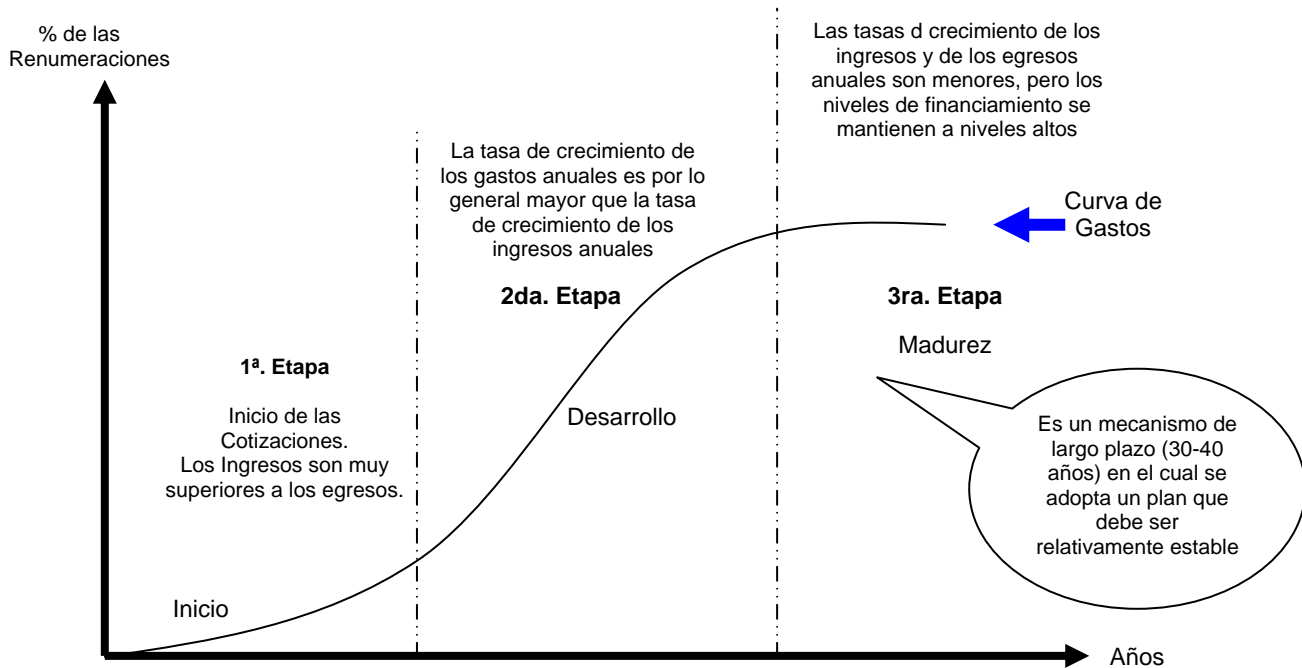 % de las
Renumeraciones
Las tasas d crecimiento de los
ingresos y de los egresos
anuales son menores, pero los
niveles de financiamiento se
mantienen a niveles altos
La tasa de crecimiento de
los gastos anuales es por lo
general mayor que la tasa
de crecimiento de los
ingresos anuales
Curva de
Gastos
2da. Etapa
3ra. Etapa
Madurez
1ª. Etapa
Inicio de las
Cotizaciones.
Los Ingresos son muy
superiores a los egresos.
Desarrollo
Es un mecanismo de
largo plazo (30-40
años) en el cual se
adopta un plan que
debe ser
relativamente estable
Inicio
Años